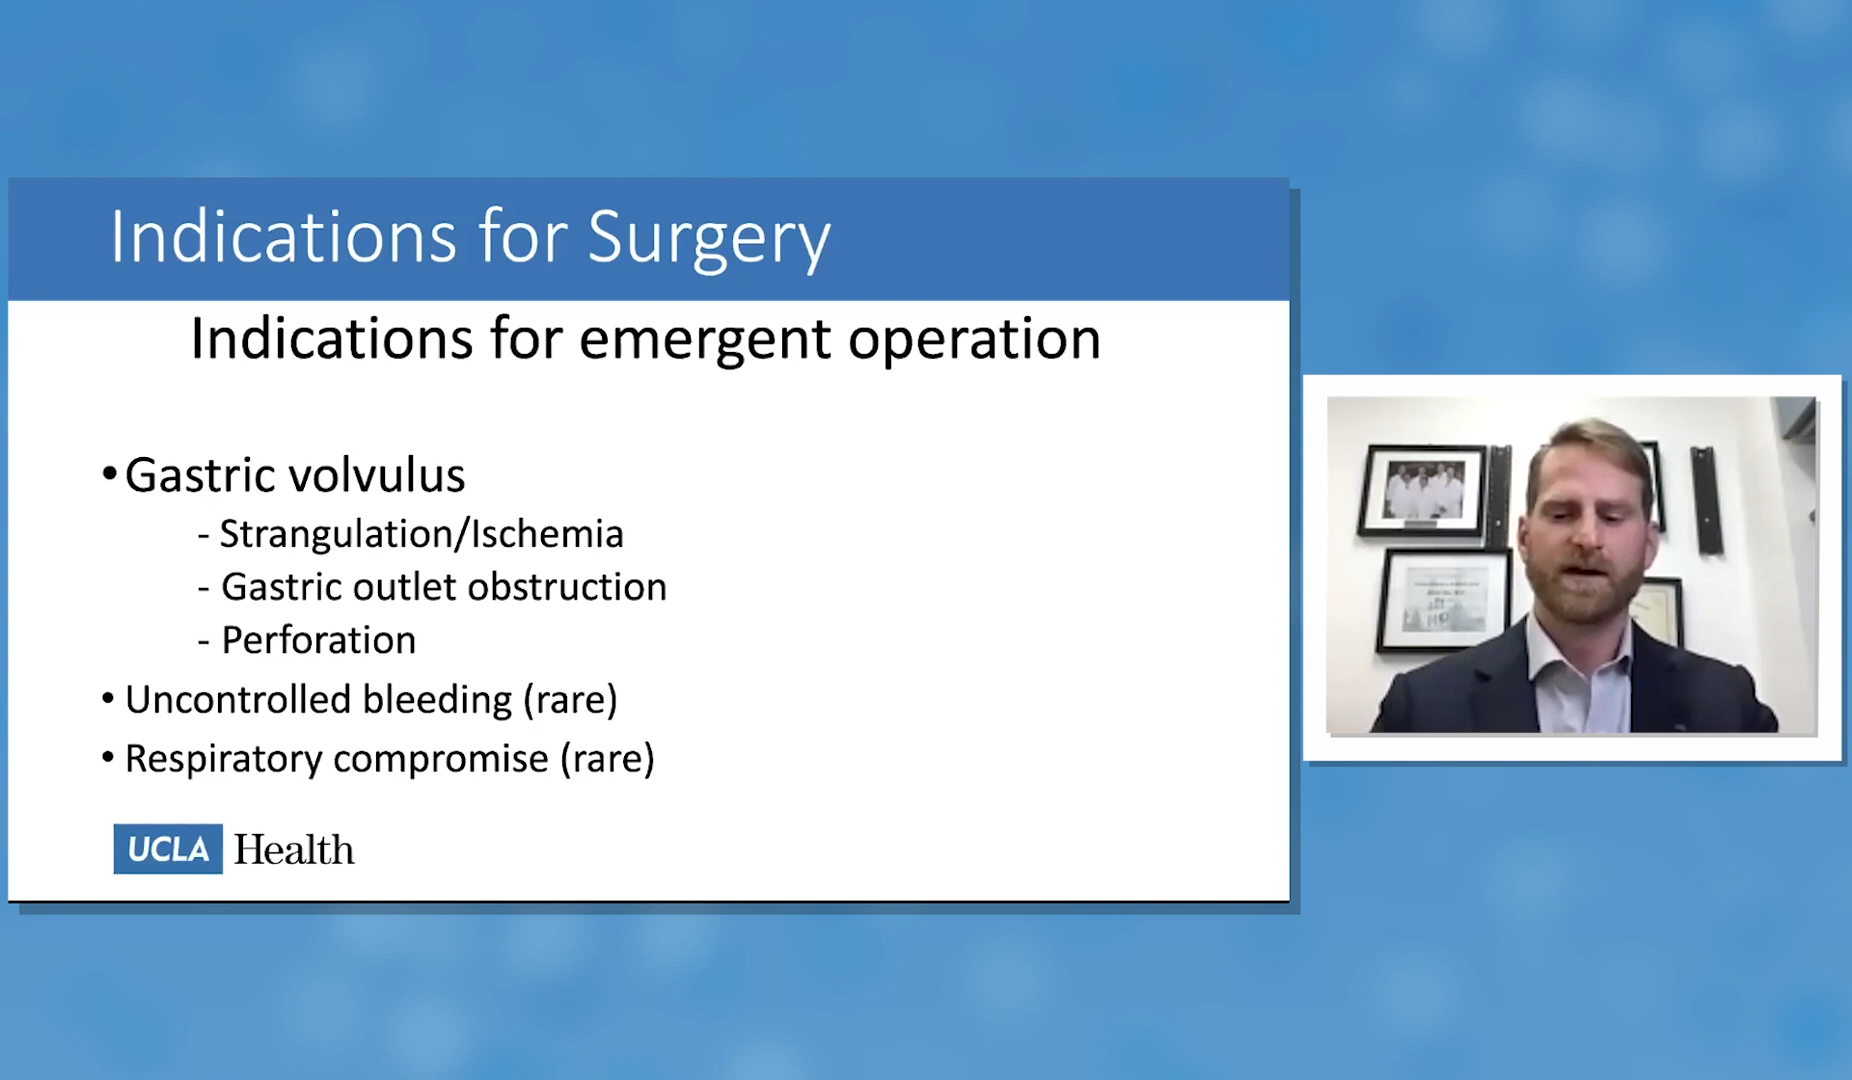 Indications for Surgery
Indications for emergent operation
•Gastric volvulus
- Strangulation/Ischemia
- Gastric outlet obstruction
- Perforation
• Uncontrolled bleeding (rare)
• Respiratory compromise (rare)
UCLA Health